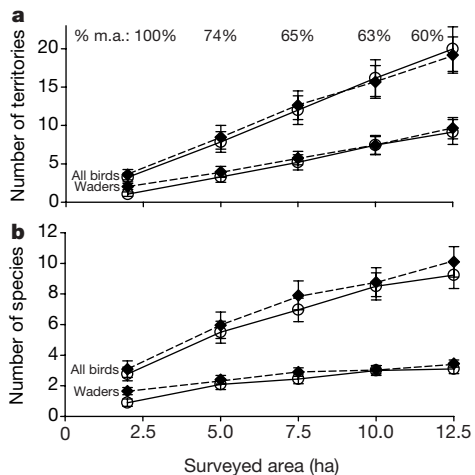 a
% m.a.: 100% 74% 65% 63% 60%
Number of territories
20
15
10
5
0
All birds
Waders
b
Number of species
12
10
8
6
4
2
0
All birds
Waders
0 2.5 5.0 7.5 10.0 12.5
Surveyed area (ha)